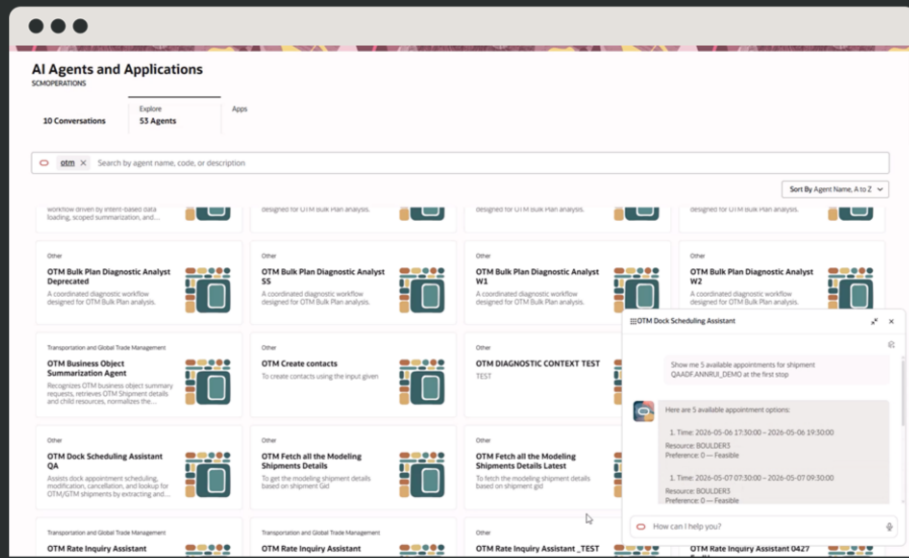 AI Agents and Applications
SCMOPERATIONS
10 Conversations
Explore
53 Agents
Apps
otm ×
Search by agent name, code, or description
Sort By Agent Name, A to Z
workflow driven by intent-based data
loading, scoped summarization, and...
designed for OTM Bulk Plan analysis.
designed for OTM Bulk Plan analysis.
designed for OTM Bulk Plan analysis.
Other
OTM Bulk Plan Diagnostic Analyst
Deprecated
A coordinated diagnostic workflow
designed for OTM Bulk Plan analysis.
Other
OTM Bulk Plan Diagnostic Analyst
SS
A coordinated diagnostic workflow
designed for OTM Bulk Plan analysis.
Other
OTM Bulk Plan Diagnostic Analyst
W1
A coordinated diagnostic workflow
designed for OTM Bulk Plan analysis.
Other
OTM Bulk Plan Diagnostic Analyst
W2
A coordinated diagnostic workflow
designed for OTM Bulk Plan analysis.
Transportation and Global Trade Management
OTM Business Object
Summarization Agent
Recognizes OTM business object summary
requests, retrieves OTM Shipment details
and child resources, normalizes the...
Other
OTM Create contacts
To create contacts using the input given
Other
OTM DIAGNOSTIC CONTEXT TEST
TEST
Other
OTM Dock Scheduling Assistant
QA
Assists dock appointment scheduling,
modification, cancellation, and lookup for
OTM/GTM shipments by extracting and...
Other
OTM Fetch all the Modeling
Shipments Details
To get the modeling shipment details
based on shipment Gid
Other
OTM Fetch all the Modeling
Shipments Details Latest
To fetch the modeling shipment details
based on shipment gid
Transportation and Global Trade Management
OTM Rate Inquiry Assistant
Transportation and Global Trade Management
OTM Rate Inquiry Assistant
Other
OTM Rate Inquiry Assistant _TEST
OTM Rate Inquiry Assistant 0427
OTM Dock Scheduling Assistant
Show me 5 available appointments for shipment
QAADF.ANNRUI_DEMO at the first stop
Here are 5 available appointment options:
1. Time: 2026-05-06 17:30:00 – 2026-05-06 19:30:00
Resource: BOULDER3
Preference: 0 — Feasible
1. Time: 2026-05-07 07:30:00 – 2026-05-07 09:30:00
Resource: BOULDER3
Preference: 0 — Feasible
How can I help you?